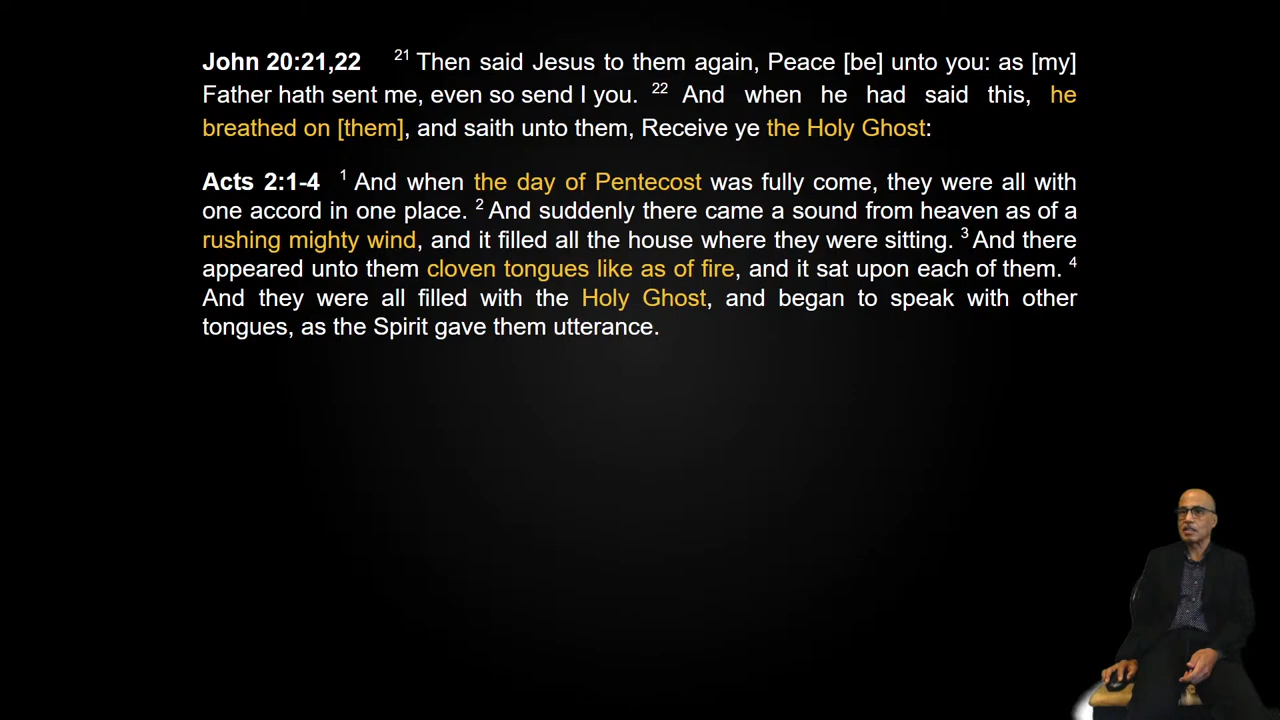 John 20:21,22 21 Then said Jesus to them again, Peace [be] unto you: as [my]
Father hath sent me, even so send I you. 22 And when he had said this, he
breathed on [them], and saith unto them, Receive ye the Holy Ghost:
Acts 2:1-4 1 And when the day of Pentecost was fully come, they were all with
one accord in one place. 2 And suddenly there came a sound from heaven as of a
rushing mighty wind, and it filled all the house where they were sitting. 3 And there
appeared unto them cloven tongues like as of fire, and it sat upon each of them. 4
And they were all filled with the Holy Ghost, and began to speak with other
tongues, as the Spirit gave them utterance.